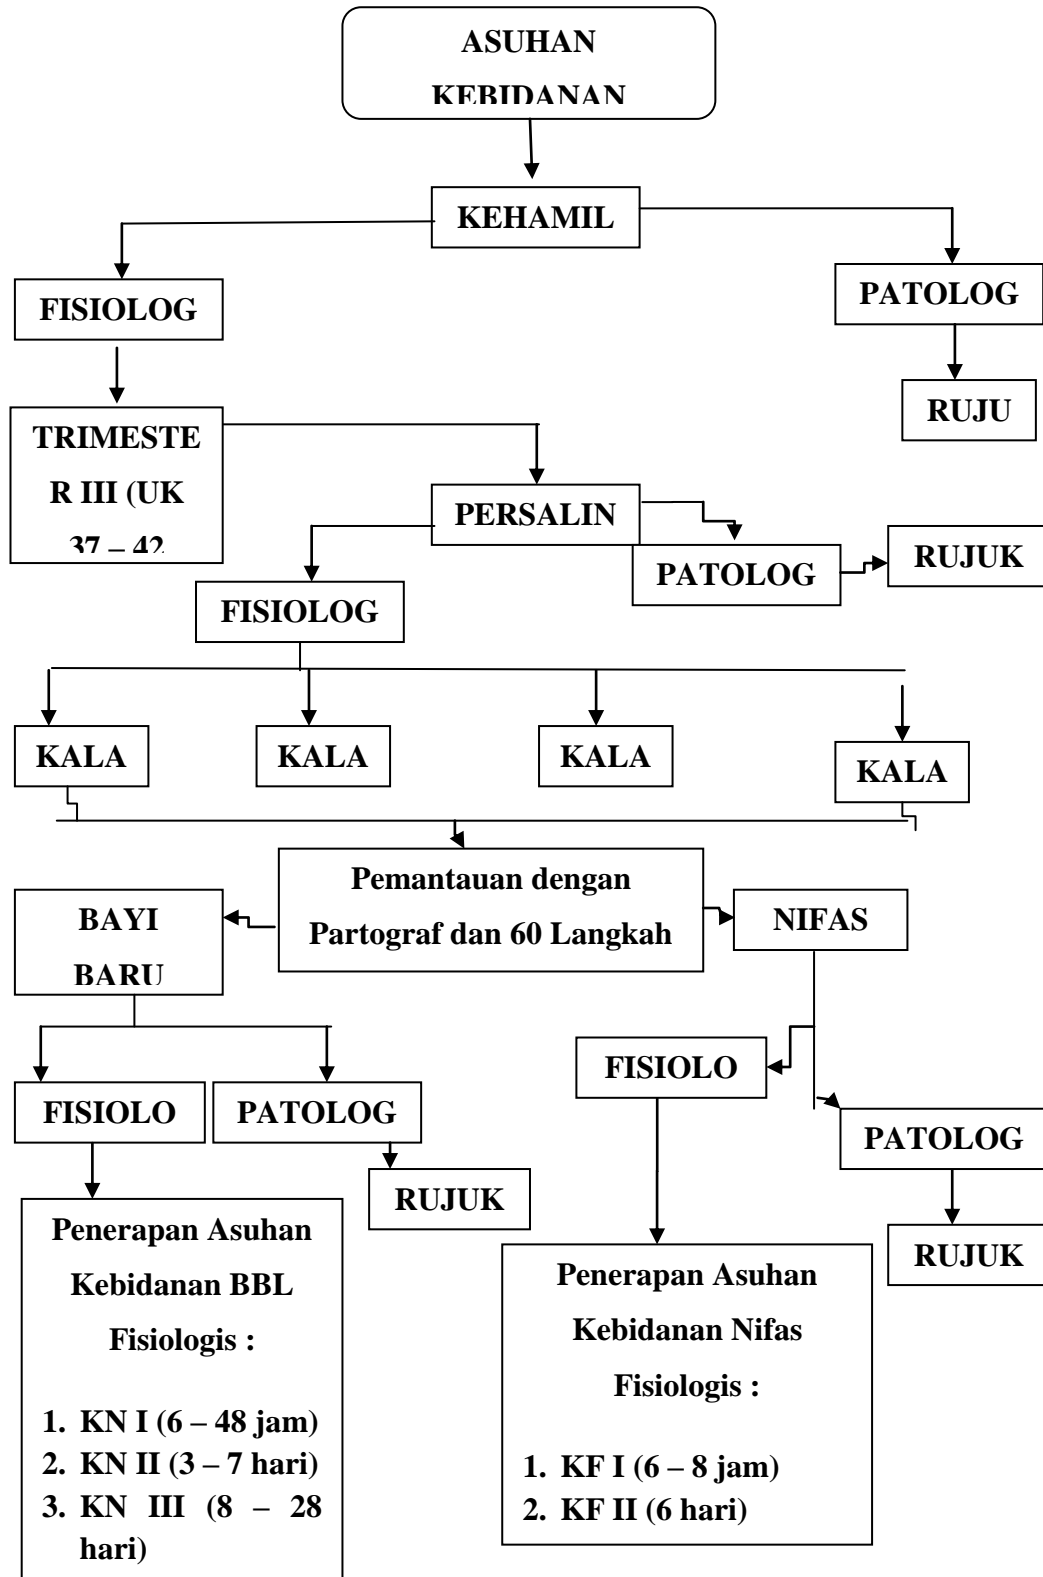 ASUHAN
KEBIDANAN
KEHAMIL
FISIOLOG
PATOLOG
RUJU
TRIMESTE
R III (UK
37 – 42
PERSALIN
PATOLOG
RUJUK
FISIOLOG
KALA
KALA
KALA
KALA
Pemantauan dengan
Partograf dan 60 Langkah
BAYI
BARU
NIFAS
FISIOLO
PATOLOG
RUJUK
FISIOLO
PATOLOG
RUJUK
Penerapan Asuhan
Kebidanan BBL
Fisiologis :
1. KN I (6 – 48 jam)
2. KN II (3 – 7 hari)
3. KN III (8 – 28
hari)
Penerapan Asuhan
Kebidanan Nifas
Fisiologis :
1. KF I (6 – 8 jam)
2. KF II (6 hari)